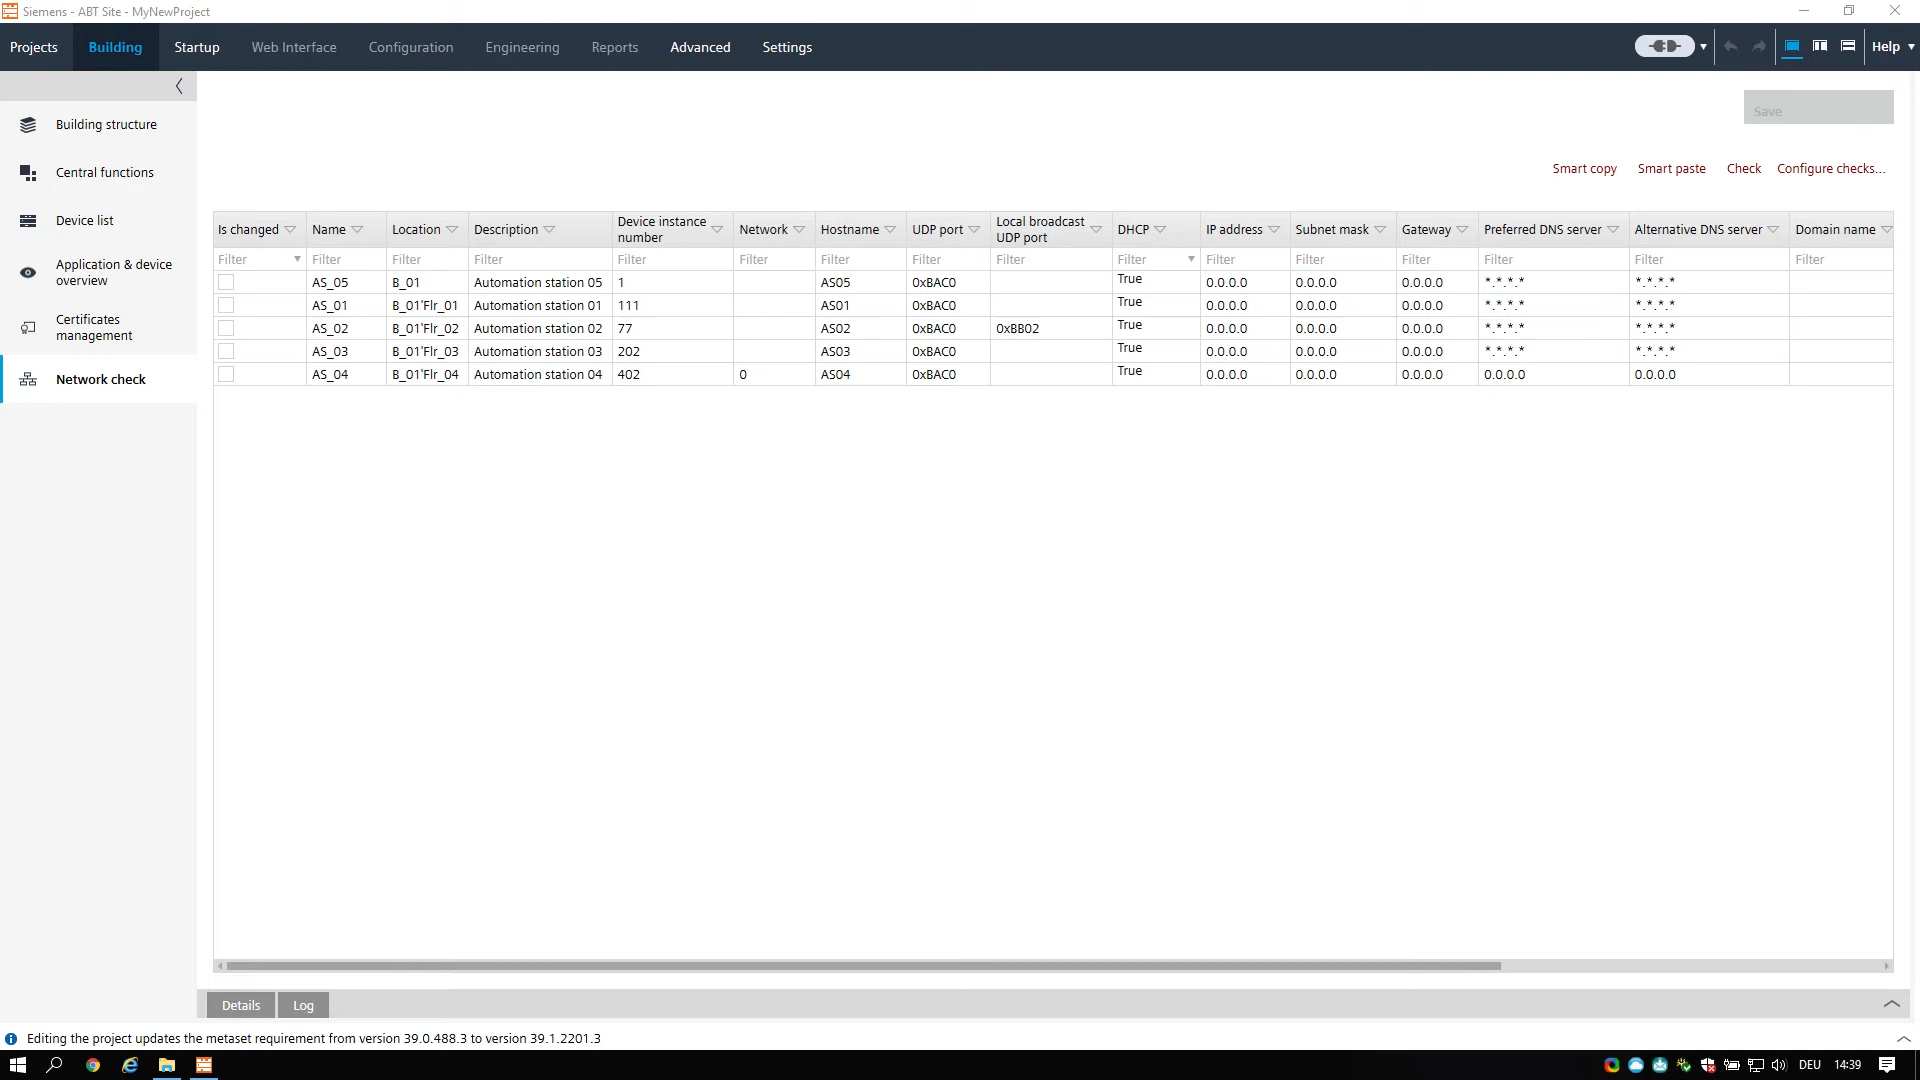 Siemens - ABT Site - MyNewProject
Projects Building Startup Web Interface Configuration Engineering Reports Advanced Settings Help
Building structure
Central functions
Device list
Application & device
overview
Certificates
management
Network check
Save
Smart copy Smart paste Check Configure checks...
Is changed Name Location Description Device instance number Network Hostname UDP port Local broadcast UDP port DHCP IP address Subnet mask Gateway Preferred DNS server Alternative DNS server Domain name
Filter Filter Filter Filter Filter Filter Filter Filter Filter Filter Filter Filter Filter Filter Filter Filter
AS_05 B_01 Automation station 05 1 AS05 0xBAC0 True 0.0.0.0 0.0.0.0 0.0.0.0 *.*.*.* *.*.*.*
AS_01 B_01'Flr_01 Automation station 01 111 AS01 0xBAC0 True 0.0.0.0 0.0.0.0 0.0.0.0 *.*.*.* *.*.*.*
AS_02 B_01'Flr_02 Automation station 02 77 AS02 0xBAC0 0xBB02 True 0.0.0.0 0.0.0.0 0.0.0.0 *.*.*.* *.*.*.*
AS_03 B_01'Flr_03 Automation station 03 202 AS03 0xBAC0 True 0.0.0.0 0.0.0.0 0.0.0.0 *.*.*.* *.*.*.*
AS_04 B_01'Flr_04 Automation station 04 402 0 AS04 0xBAC0 True 0.0.0.0 0.0.0.0 0.0.0.0 0.0.0.0 0.0.0.0
Details Log
Editing the project updates the metaset requirement from version 39.0.488.3 to version 39.1.2201.3
DEU 14:39